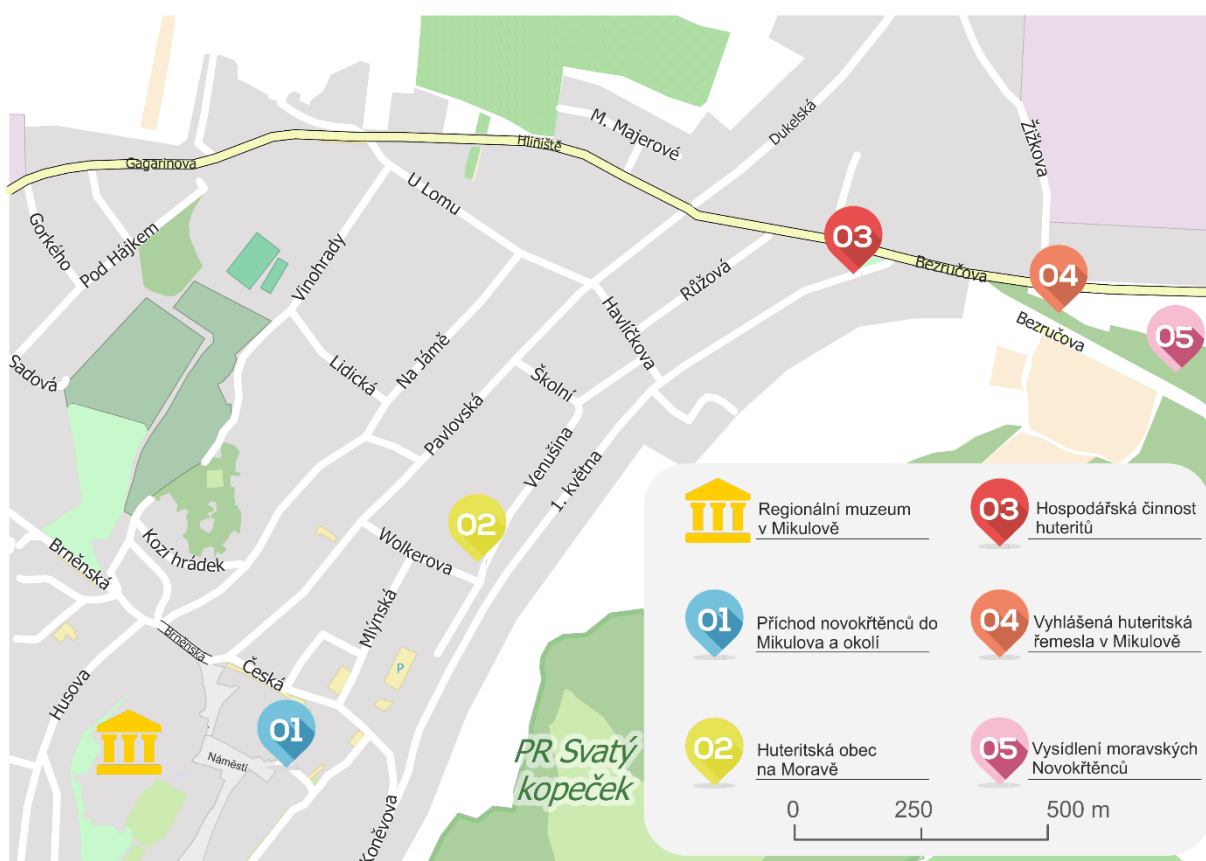 M. Majerové
Dukelská
Žižkova
Hliniště
Gagarinova
U Lomu
Gorkého
Pod Hájkem
Vinohrady
03
Růžová
Bezručova
04
Bezručova
05
Havlíčkova
Sadová
Lidická
Na Jámě
Školní
Pavlovská
Venušina
1. května
02
Wolkerova
Kozí hrádek
Brněnská
Mlýnská
Brněnska
Česká
P
Husova
01
Náměstí
PR Svatý
kopeček
Koněvova
Regionální muzeum
v Mikulově
03
Hospodářská činnost
huteritů
01
Příchod novokřtěnců do
Mikulova a okolí
04
Vyhlášená huteritská
řemesla v Mikulově
02
Huteritská obec
na Moravě
05
Vysídlení moravských
Novokřtěnců
0 250 500 m